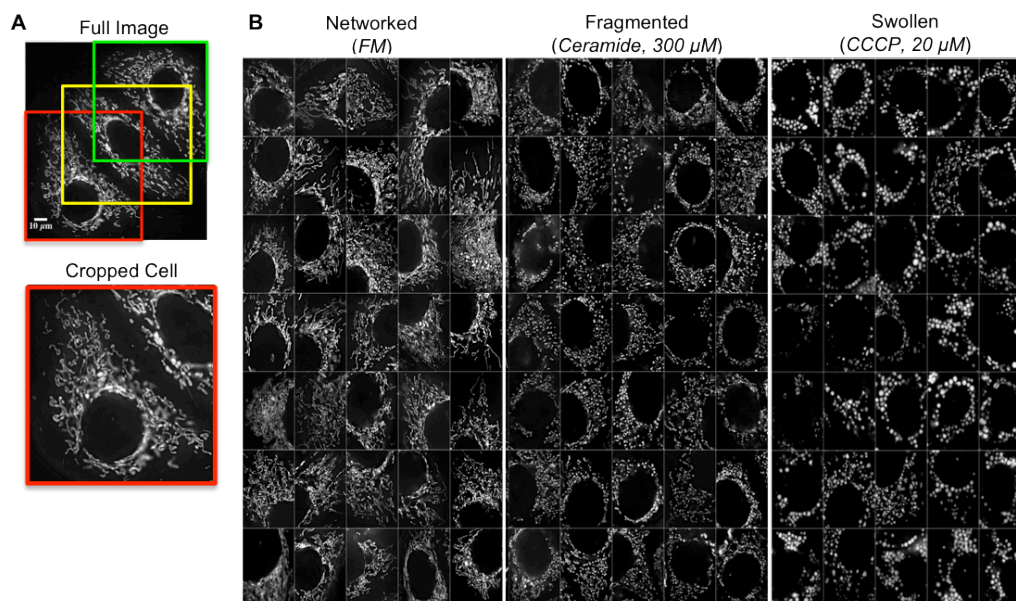 A
Full Image
10 µm
Cropped Cell
B
Networked
(FM)
Fragmented
(Ceramide, 300 µM)
Swollen
(CCCP, 20 µM)